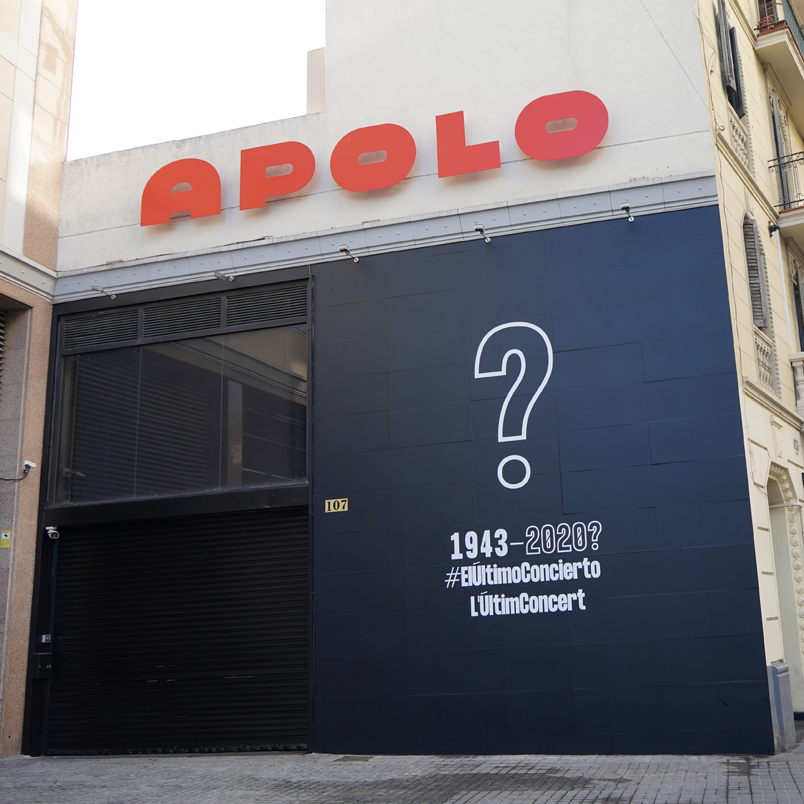 APOLO
?
107
1943-2020?
#ElÚltimoConcierto
L'ÚltimConcert